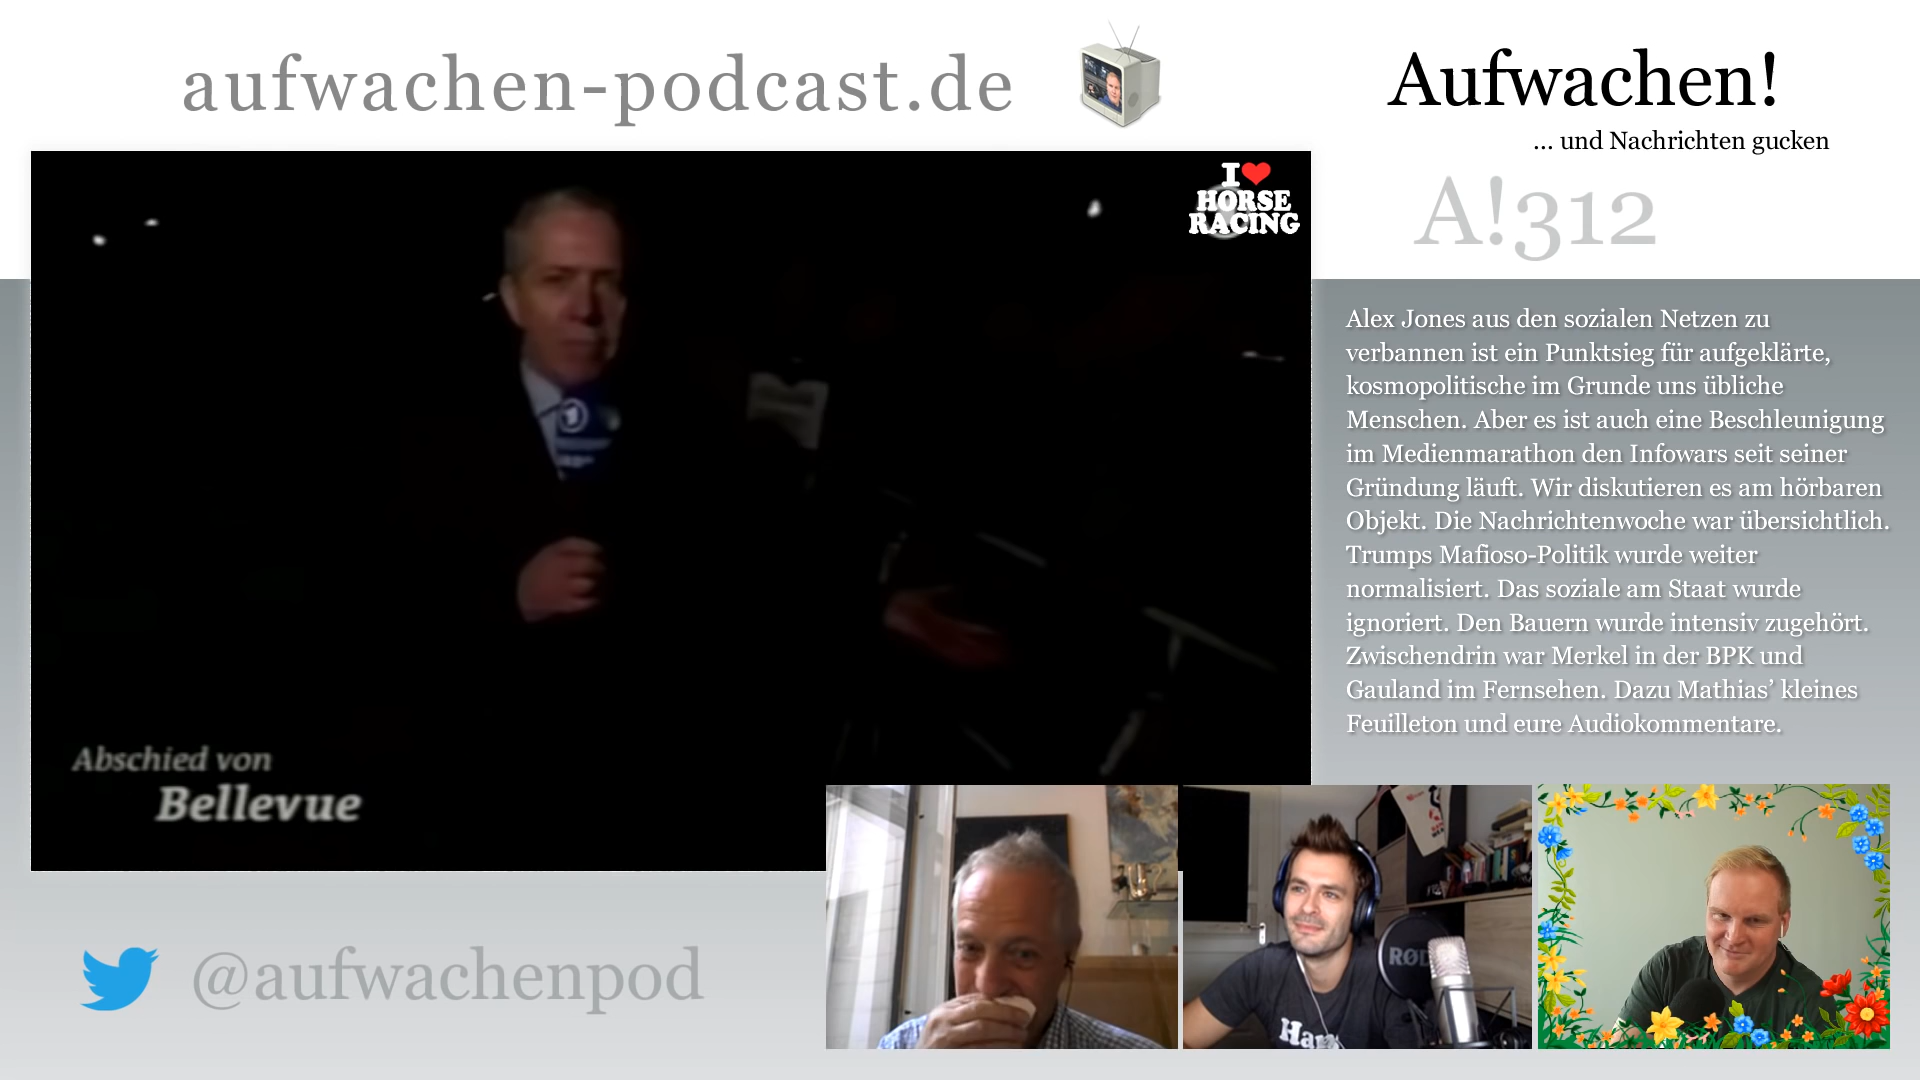 aufwachen-podcast.de
Aufwachen!
... und Nachrichten gucken
A!312
I
HORSE
RACING
Alex Jones aus den sozialen Netzen zu
verbannen ist ein Punktsieg für aufgeklärte,
kosmopolitische im Grunde uns übliche
Menschen. Aber es ist auch eine Beschleunigung
im Medienmarathon den Infowars seit seiner
Gründung läuft. Wir diskutieren es am hörbaren
Objekt. Die Nachrichtenwoche war übersichtlich.
Trumps Mafioso-Politik wurde weiter
normalisiert. Das soziale am Staat wurde
ignoriert. Den Bauern wurde intensiv zugehört.
Zwischendrin war Merkel in der BPK und
Gauland im Fernsehen. Dazu Mathias’ kleines
Feuilleton und eure Audiokommentare.
Abschied von
Bellevue
RØD
@aufwachenpod